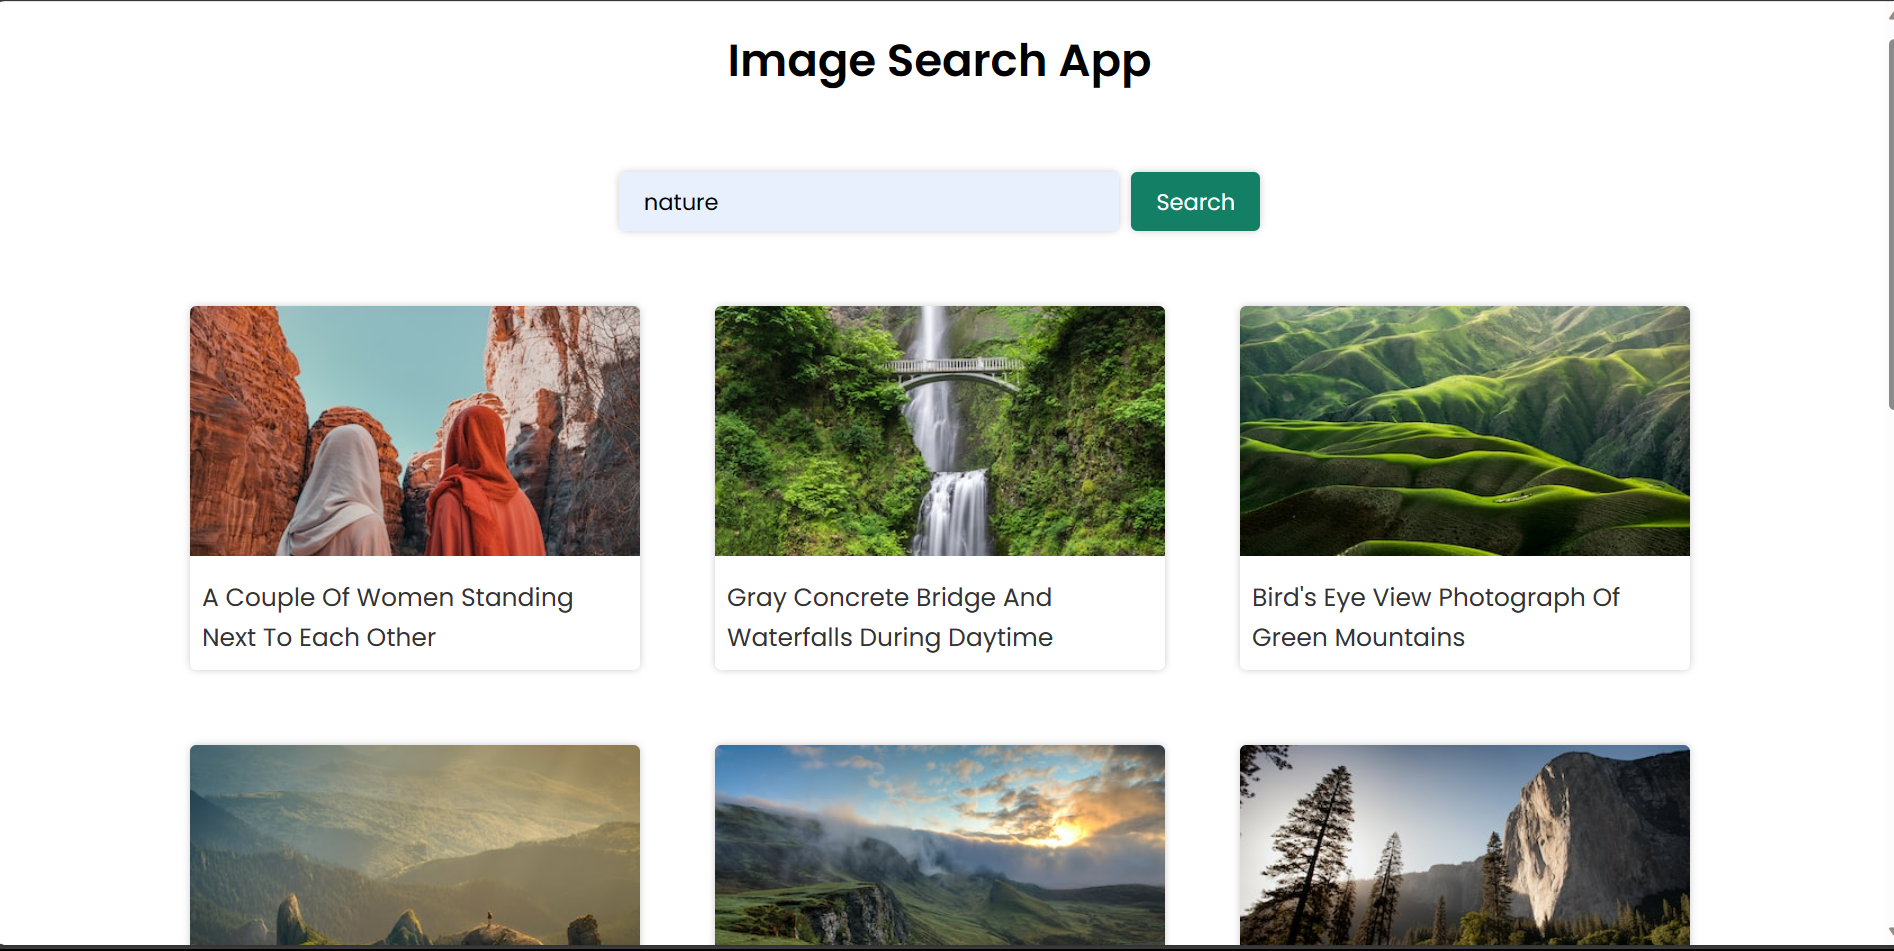 Image Search App
nature
Search
A Couple Of Women Standing
Next To Each Other
Gray Concrete Bridge And
Waterfalls During Daytime
Bird's Eye View Photograph Of
Green Mountains